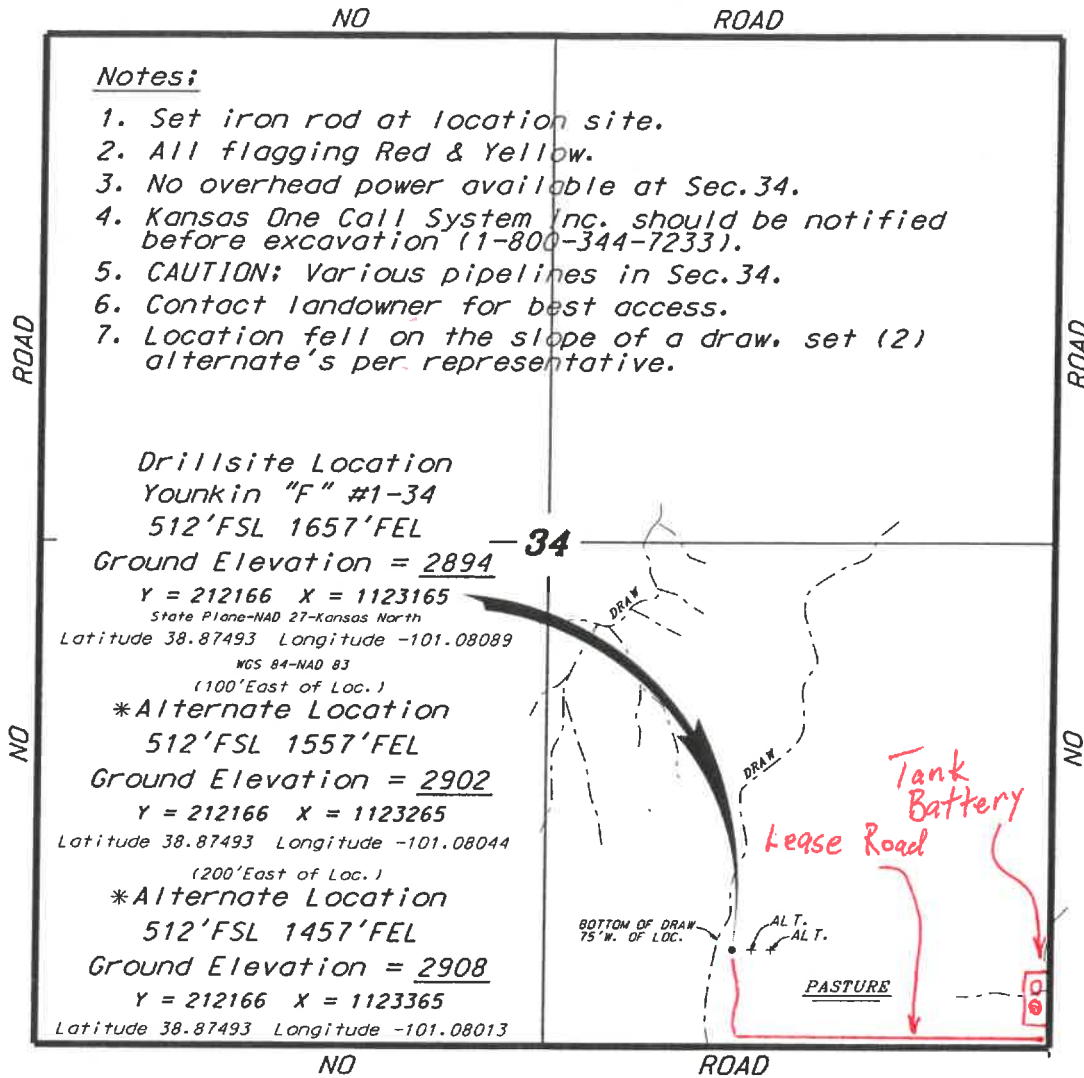 NO ROAD
Notes:
1. Set iron rod at location site.
2. All flagging Red & Yellow.
3. No overhead power available at Sec.34.
4. Kansas One Call System Inc. should be notified
before excavation (1-800-344-7233).
5. CAUTION: Various pipelines in Sec.34.
6. Contact landowner for best access.
7. Location fell on the slope of a draw. set (2)
alternate's per representative.
NO ROAD
NO ROAD
Drillsite Location
Younkin "F" #1-34
512'FSL 1657'FEL
Ground Elevation = 2894
Y = 212166 X = 1123165
State Plane-NAD 27-Kansas North
Latitude 38.87493 Longitude -101.08089
WGS 84-NAD 83
(100'East of Loc.)
*Alternate Location
512'FSL 1557'FEL
Ground Elevation = 2902
Y = 212166 X = 1123265
Latitude 38.87493 Longitude -101.08044
(200'East of Loc.)
*Alternate Location
512'FSL 1457'FEL
Ground Elevation = 2908
Y = 212166 X = 1123365
Latitude 38.87493 Longitude -101.08013
34
DRAW
DRAW
Tank
Battery
Lease Road
BOTTOM OF DRAW
75'W. OF LOC.
ALT.
ALT.
PASTURE
NO ROAD